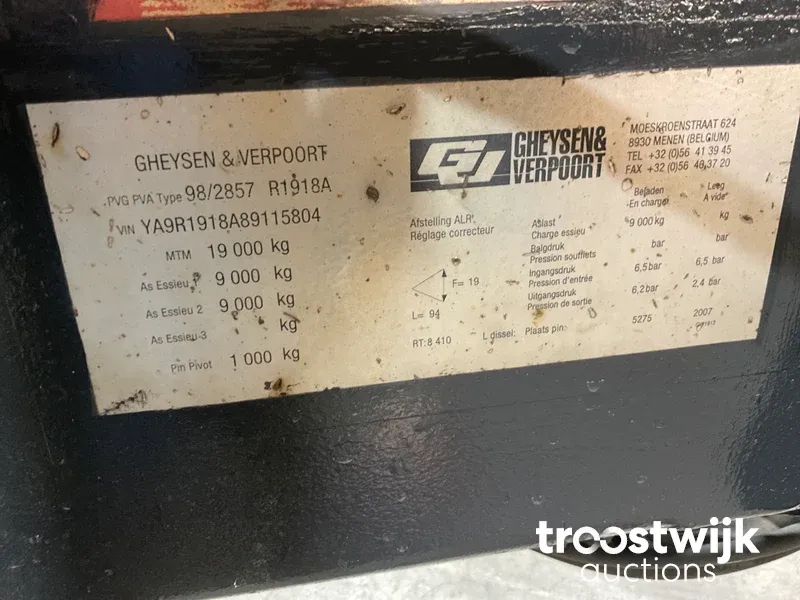 GHEYSEN & VERPOORT
PVG PVA Type 98/2857 R1918A
VIN YA9R1918A89115804
MTM 19 000 kg
As Essieu 1 9 000 kg
As Essieu 2 9 000 kg
As Essieu 3 kg
Pin Pivot 1 000 kg
GV GHEYSEN&
VERPOORT
MOESKROENSTRAAT 624
8930 MENEN (BELGIUM)
TEL +32 (0)56 41 39 45
FAX +32 (0)56 37 20
Afstelling ALR
Réglage correcteur
F= 19
L= 94
RT: 8 410
Beladen Leeg
En charge A vide
Aslast 9 000 kg kg
Charge essieu
Balgdruk bar bar
Pression soufflets
Ingangsdruk 6,5 bar 6,5 bar
Pression d'entrée
Uitgangsdruk 6,2 bar 2,4 bar
Pression de sortie
L dissel: Plaats pin: 5275 2007
troostwijk
auctions